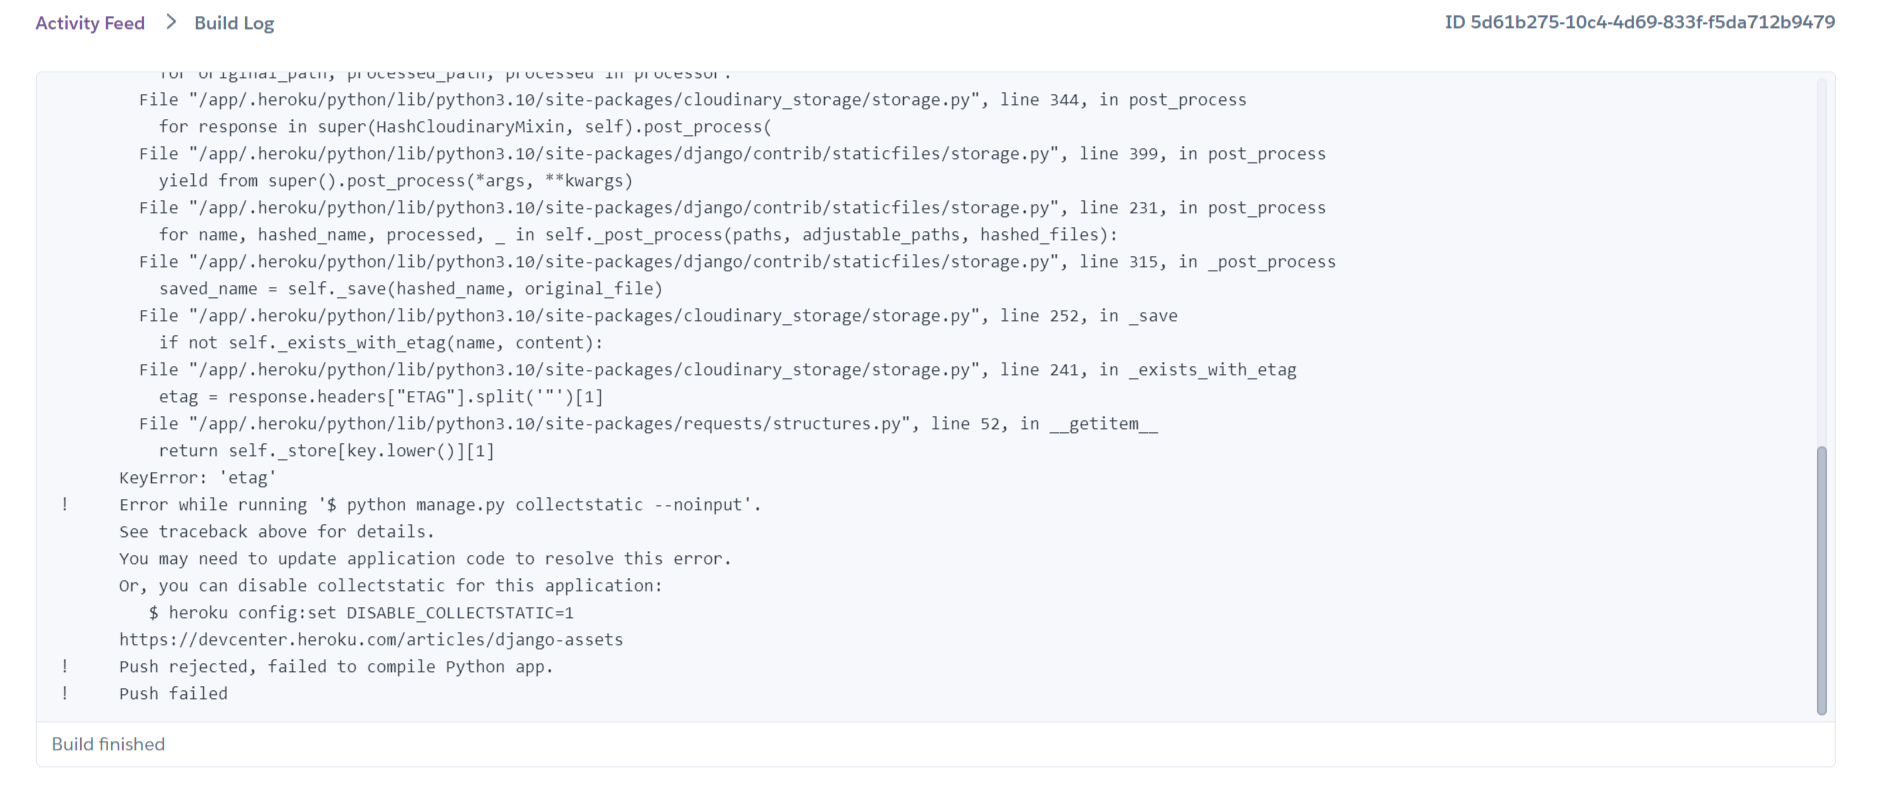 Activity Feed > Build Log
ID 5d61b275-10c4-4d69-833f-f5da712b9479
for original_path, processed_path, processed in processor:
File "/app/.heroku/python/lib/python3.10/site-packages/cloudinary_storage/storage.py", line 344, in post_process
for response in super(HashCloudinaryMixin, self).post_process(
File "/app/.heroku/python/lib/python3.10/site-packages/django/contrib/staticfiles/storage.py", line 399, in post_process
yield from super().post_process(*args, **kwargs)
File "/app/.heroku/python/lib/python3.10/site-packages/django/contrib/staticfiles/storage.py", line 231, in post_process
for name, hashed_name, processed, _ in self._post_process(paths, adjustable_paths, hashed_files):
File "/app/.heroku/python/lib/python3.10/site-packages/django/contrib/staticfiles/storage.py", line 315, in _post_process
saved_name = self._save(hashed_name, original_file)
File "/app/.heroku/python/lib/python3.10/site-packages/cloudinary_storage/storage.py", line 252, in _save
if not self._exists_with_etag(name, content):
File "/app/.heroku/python/lib/python3.10/site-packages/cloudinary_storage/storage.py", line 241, in _exists_with_etag
etag = response.headers["ETAG"].split('"')[1]
File "/app/.heroku/python/lib/python3.10/site-packages/requests/structures.py", line 52, in __getitem__
return self._store[key.lower()][1]
KeyError: 'etag'
! Error while running '$ python manage.py collectstatic --noinput'.
See traceback above for details.
You may need to update application code to resolve this error.
Or, you can disable collectstatic for this application:
$ heroku config:set DISABLE_COLLECTSTATIC=1
https://devcenter.heroku.com/articles/django-assets
! Push rejected, failed to compile Python app.
! Push failed
Build finished